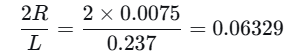 2R/L = 2 × 0.0075/0.237 = 0.06329